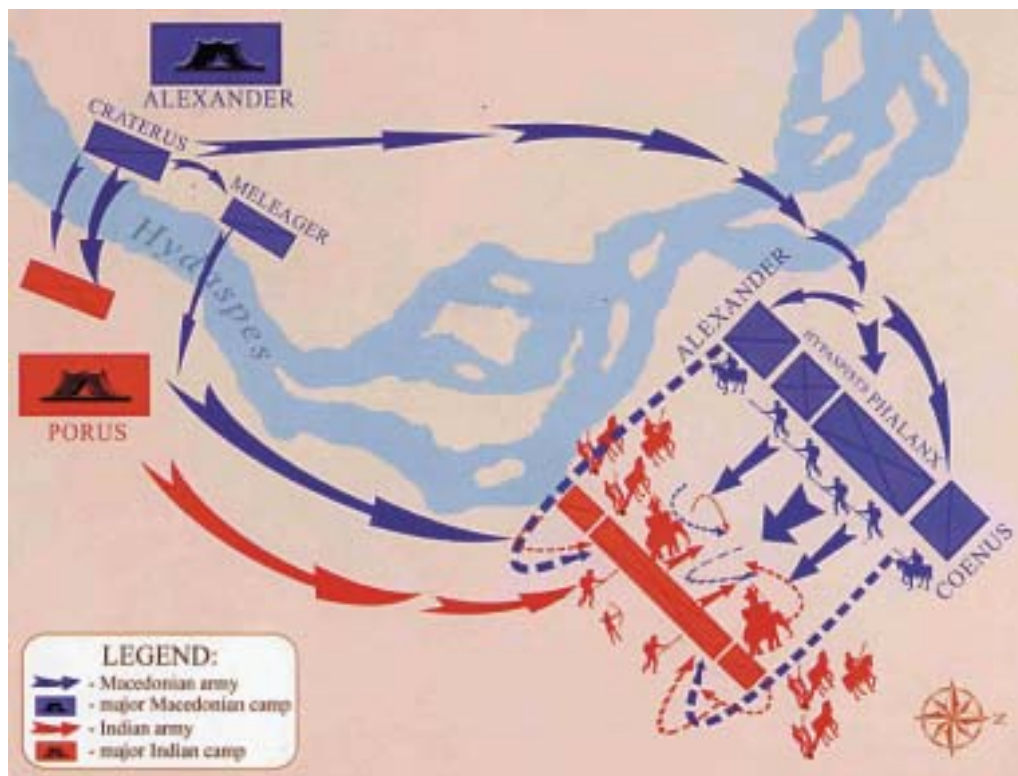 ALEXANDER
CRATERUS
MELEAGER
Hydaspes
PORUS
ALEXANDER
HYPASPISTS
PHALANX
COENUS
LEGEND:
- Macedonian army
- major Macedonian camp
- Indian army
- major Indian camp
N